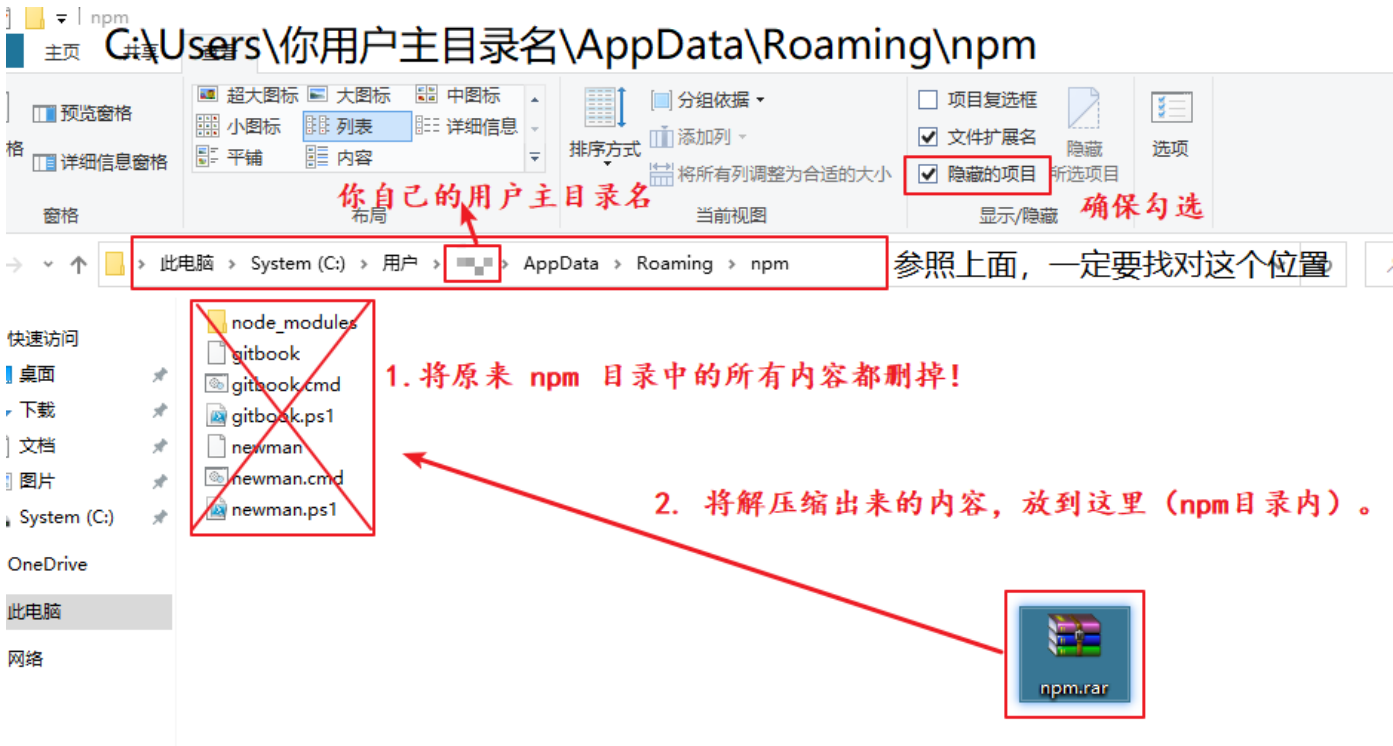 npm
C:\Users\你用户主目录名\AppData\Roaming\npm
主页 共享 查看
预览窗格
格
详细信息窗格
窗格
超大图标 大图标 中图标
小图标 列表 详细信息
平铺 内容
布局
排序方式
分组依据
添加列
将所有列调整为合适的大小
当前视图
项目复选框
文件扩展名
隐藏的项目
隐藏
所选项目
显示/隐藏
选项
你自己的用户主目录名
确保勾选
此电脑 System (C:) 用户 AppData Roaming npm
参照上面，一定要找对这个位置
快速访问
桌面
下载
文档
图片
System (C:)
OneDrive
此电脑
网络
node_modules
gitbook
gitbook.cmd
gitbook.ps1
newman
newman.cmd
newman.ps1
1.将原来 npm 目录中的所有内容都删掉！
2. 将解压缩出来的内容，放到这里（npm目录内）。
npm.rar